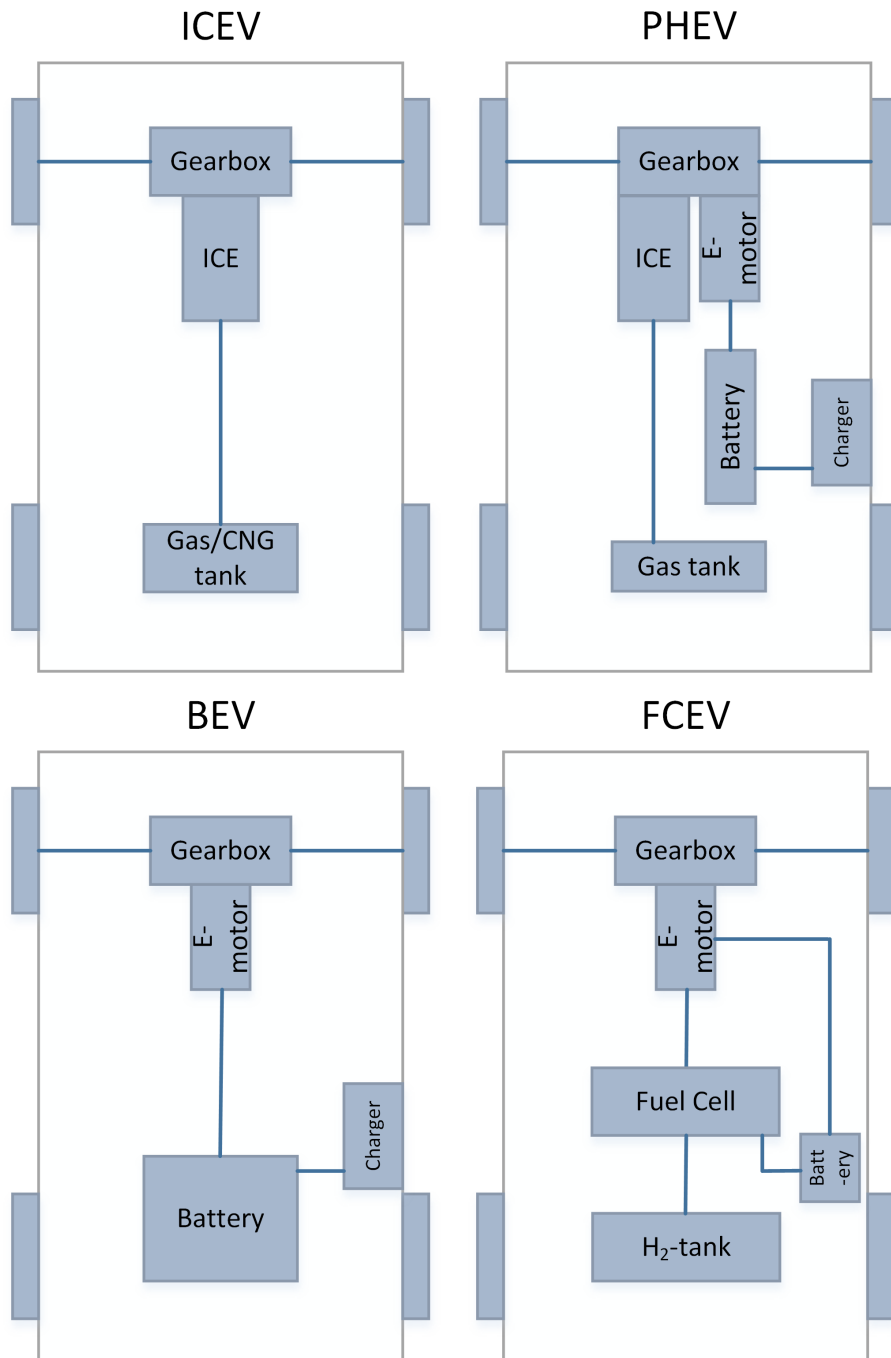 ICEV
Gearbox
ICE
Gas/CNG
tank
PHEV
Gearbox
ICE
E-
motor
Battery
Charger
Gas tank
BEV
Gearbox
E-
motor
Charger
Battery
FCEV
Gearbox
E-
motor
Fuel Cell
Batt
-ery
H₂-tank